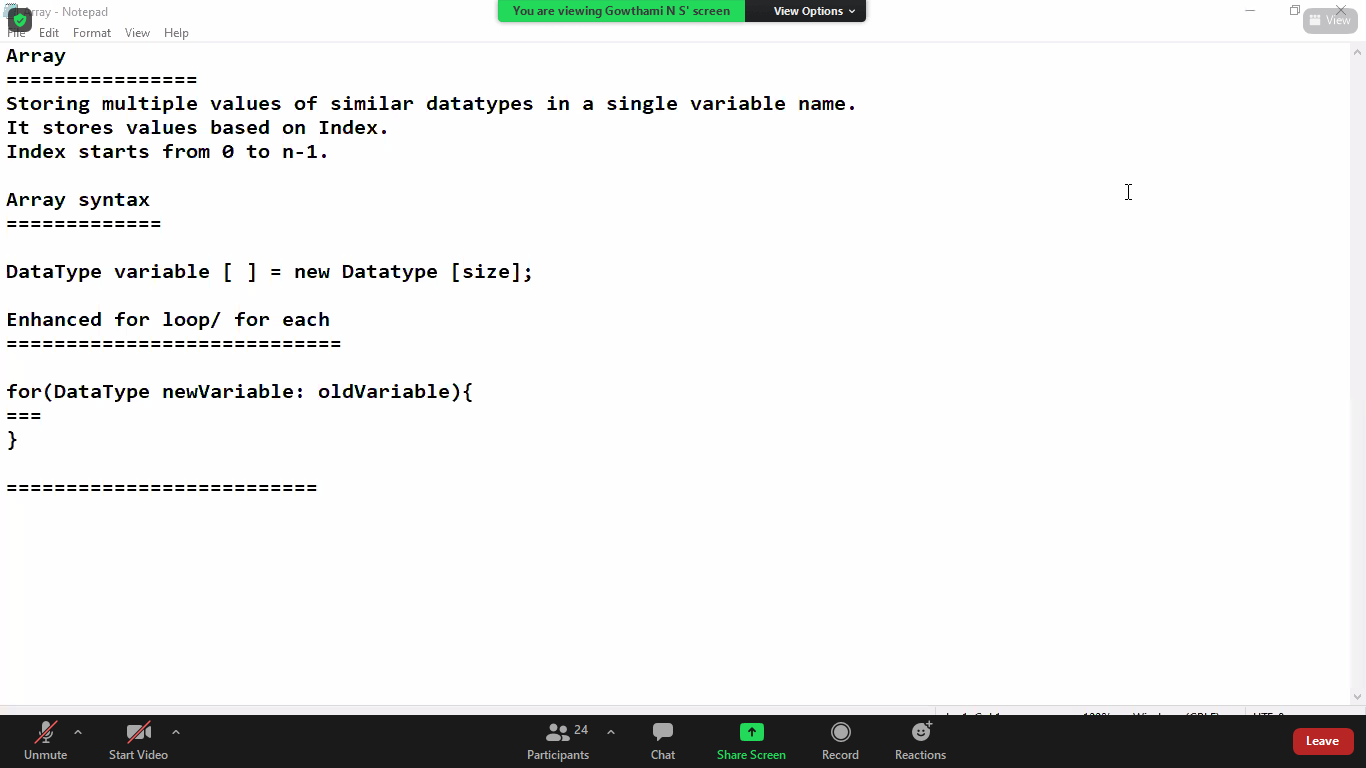 Array - Notepad
You are viewing Gowthami N S' screen
View Options
View
File Edit Format View Help
Array
================
Storing multiple values of similar datatypes in a single variable name.
It stores values based on Index.
Index starts from 0 to n-1.
Array syntax
=============
DataType variable [ ] = new Datatype [size];
Enhanced for loop/ for each
============================
for(DataType newVariable: oldVariable){
===
}
==========================
Unmute
Start Video
24
Participants
Chat
Share Screen
Record
Reactions
Leave